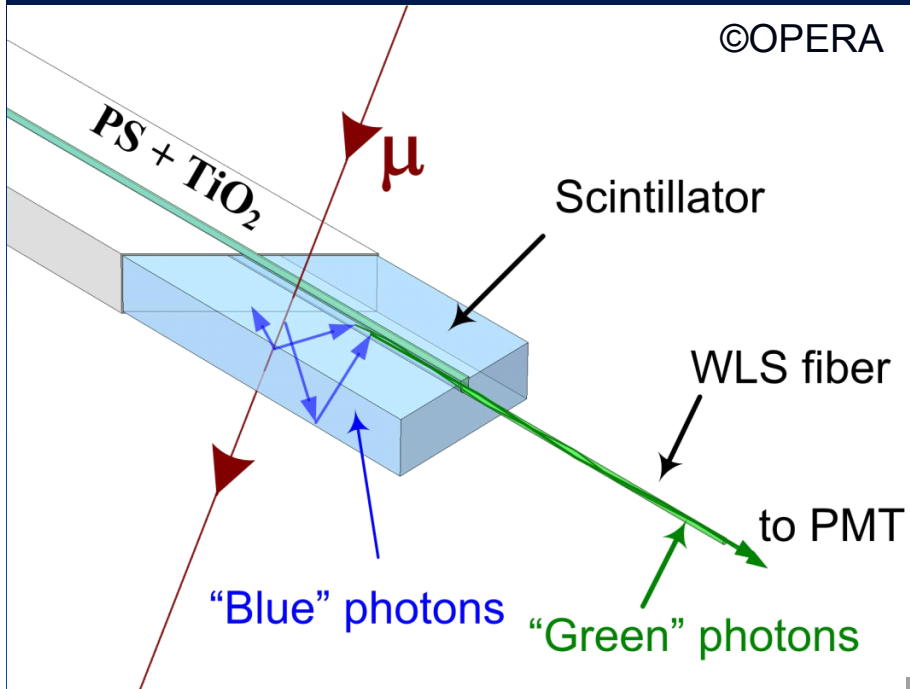 ©OPERA
PS + TiO₂
μ
Scintillator
WLS fiber
to PMT
“Blue” photons
“Green” photons